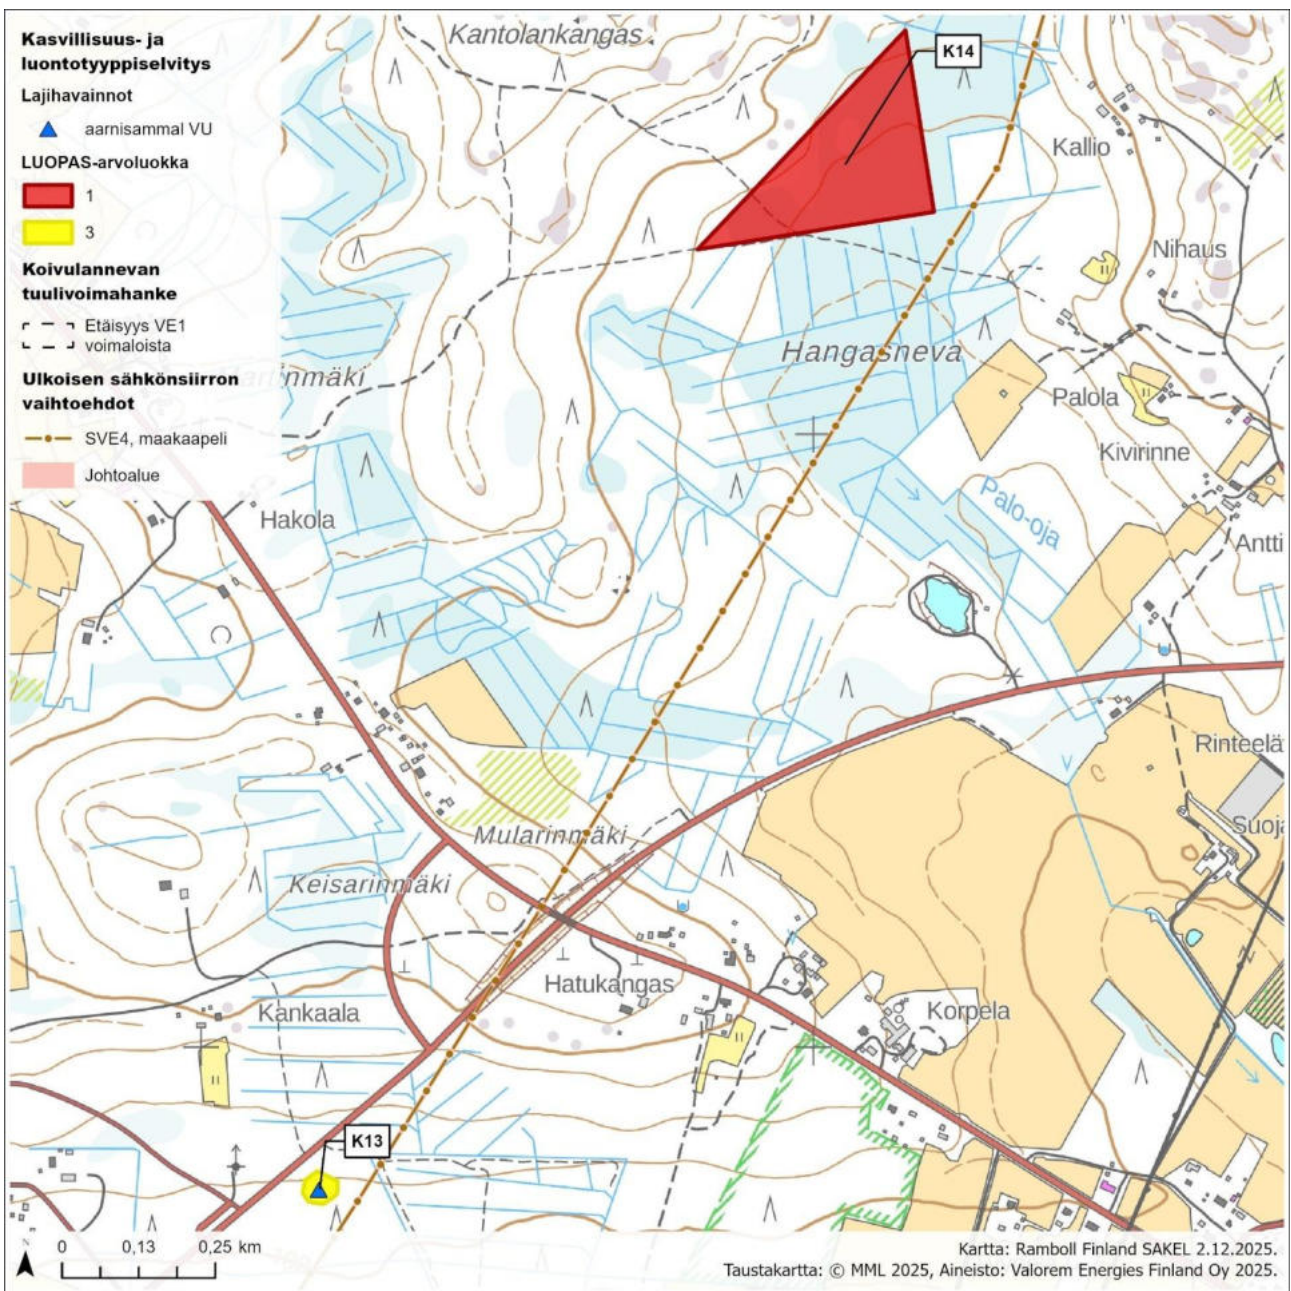 Kasvillisuus- ja
luontotyyppiselvitys
Lajihavainnot
aarnisammal VU
LUOPAS-arvoluokka
1
3
Koivulannevan
tuulivoimahanke
Etäisyys VE1
voimaloista
Ulkoisen sähkönsiirron
vaihtoehdot
SVE4, maakaapeli
Johtoalue
Kantolankangas
K14
Kallio
Nihaus
Hangasneva
Palola
Kivirinne
Palo-oja
Antti
Hakola
Rinteelä
Suoja
Mularinmäki
Keisarinmäki
Hatukangas
Kankaala
Korpela
K13
N
0 0,13 0,25 km
Kartta: Ramboll Finland SAKEL 2.12.2025.
Taustakartta: © MML 2025, Aineisto: Valorem Energies Finland Oy 2025.